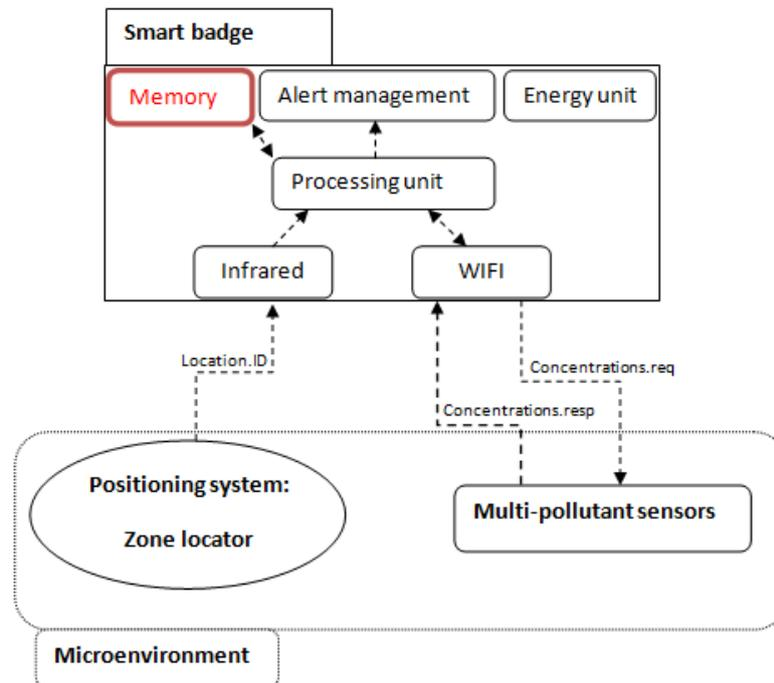 Smart badge
Memory
Alert management
Energy unit
Processing unit
Infrared
WIFI
Location.ID
Concentrations.req
Concentrations.resp
Positioning system:
Zone locator
Multi-pollutant sensors
Microenvironment